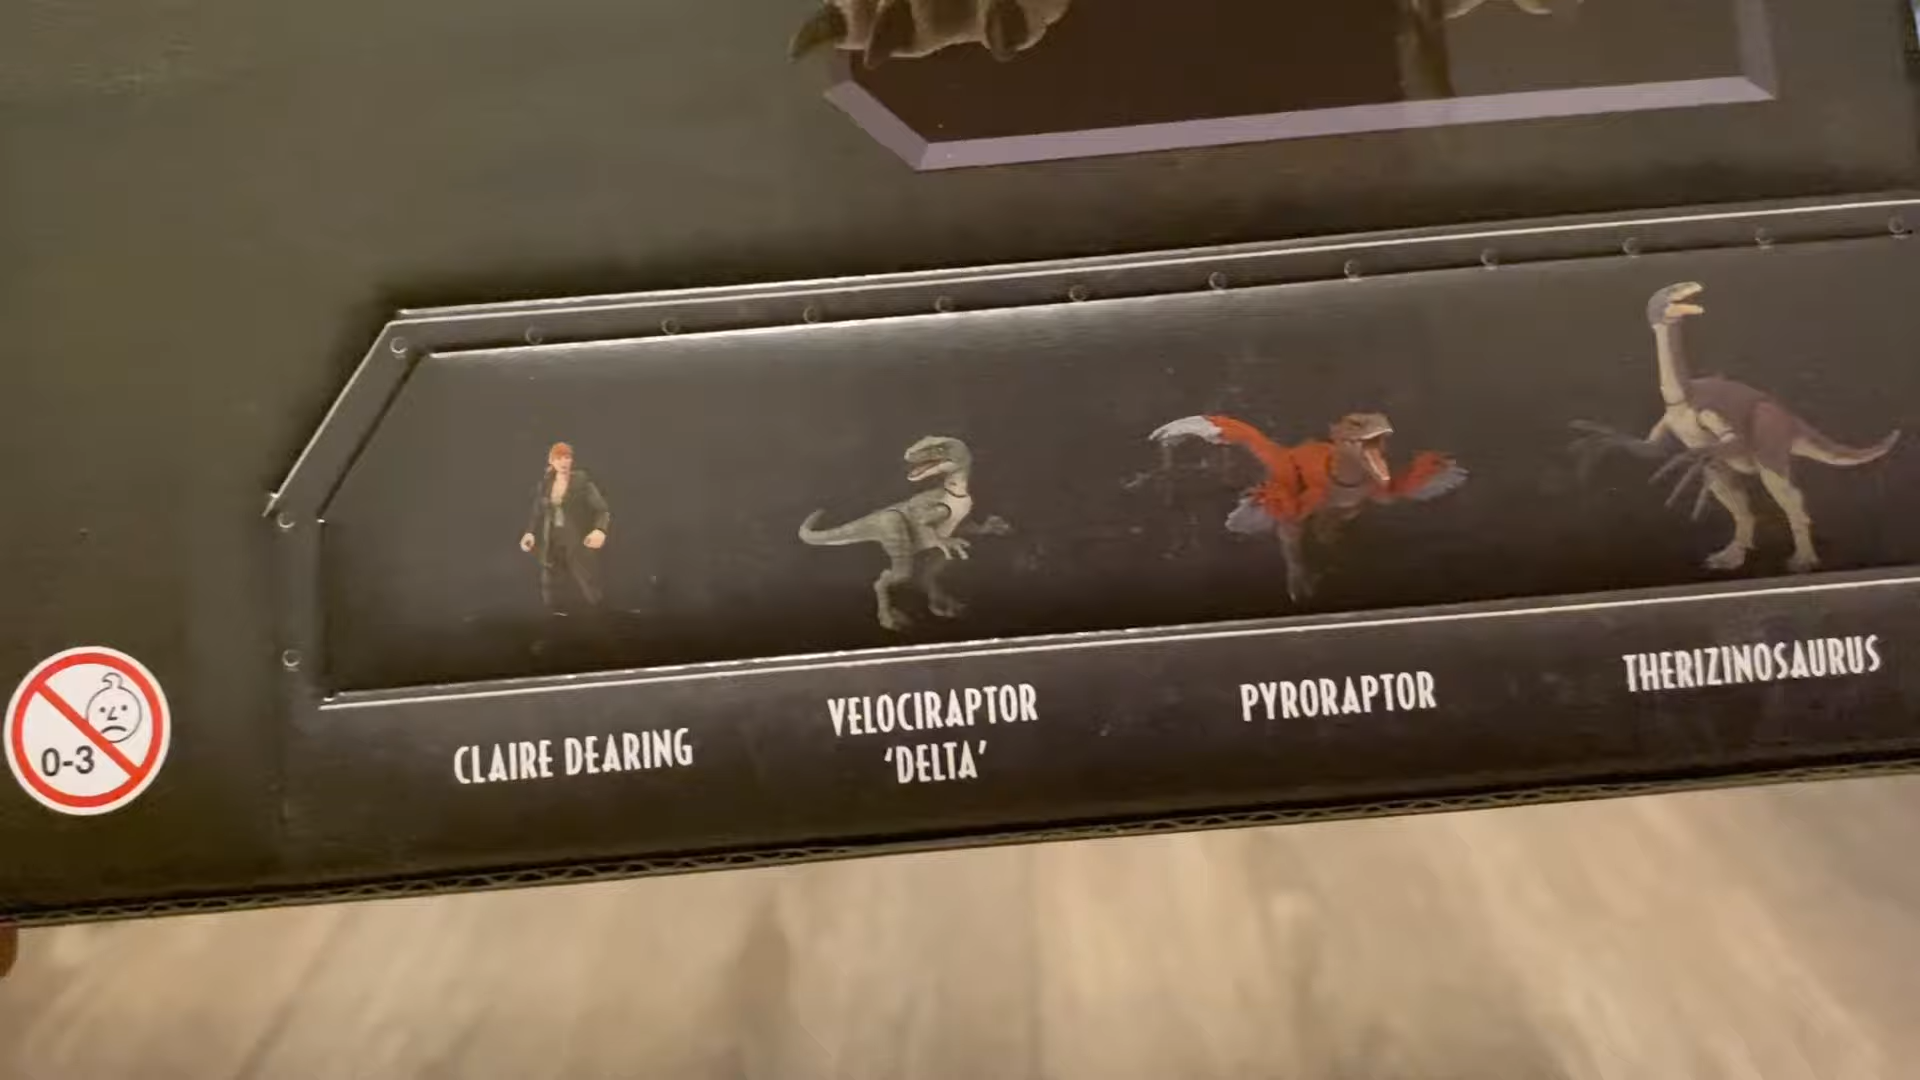 CLAIRE DEARING
VELOCIRAPTOR
'DELTA'
PYRORAPTOR
THERIZINOSAURUS
0-3